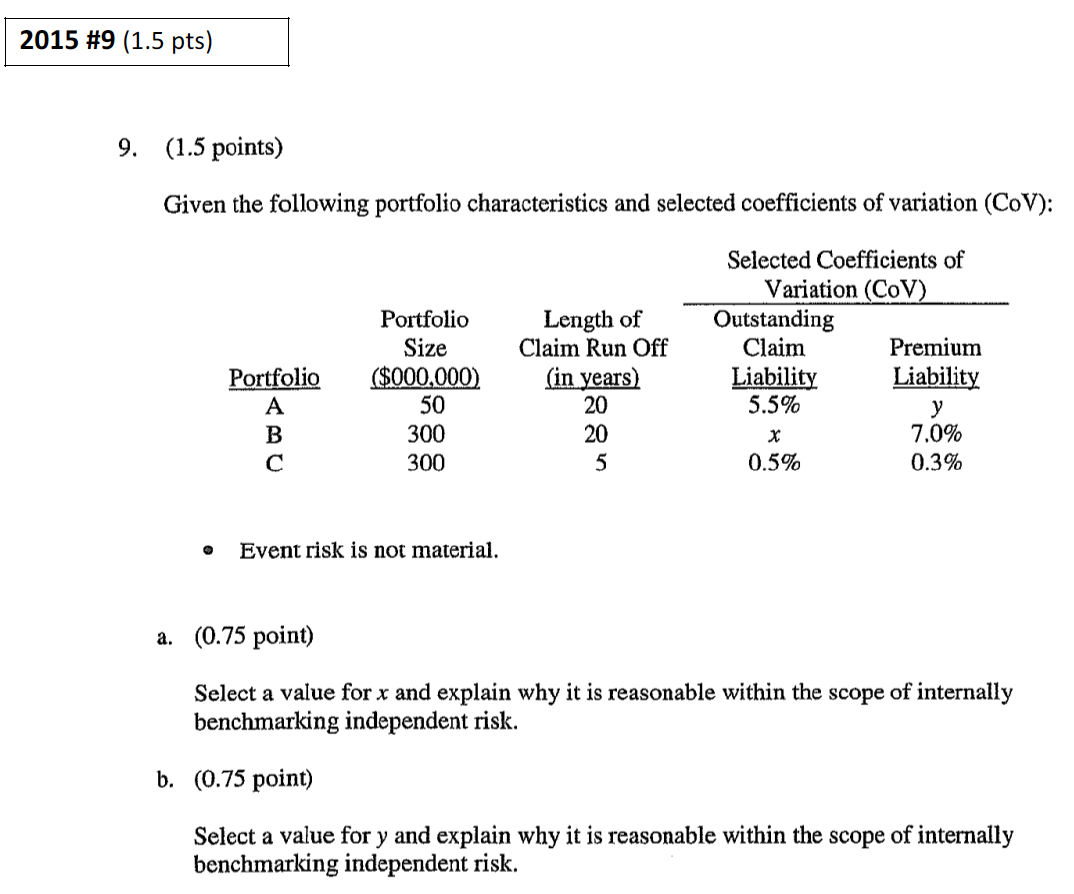 2015 #9 (1.5 pts)
9. (1.5 points)
Given the following portfolio characteristics and selected coefficients of variation (CoV):
Selected Coefficients of
Variation (CoV)
Portfolio Length of Outstanding
Size Claim Run Off Claim Premium
Portfolio ($000,000) (in years) Liability Liability
A 50 20 5.5% y
B 300 20 x 7.0%
C 300 5 0.5% 0.3%
• Event risk is not material.
a. (0.75 point)
Select a value for x and explain why it is reasonable within the scope of internally
benchmarking independent risk.
b. (0.75 point)
Select a value for y and explain why it is reasonable within the scope of internally
benchmarking independent risk.